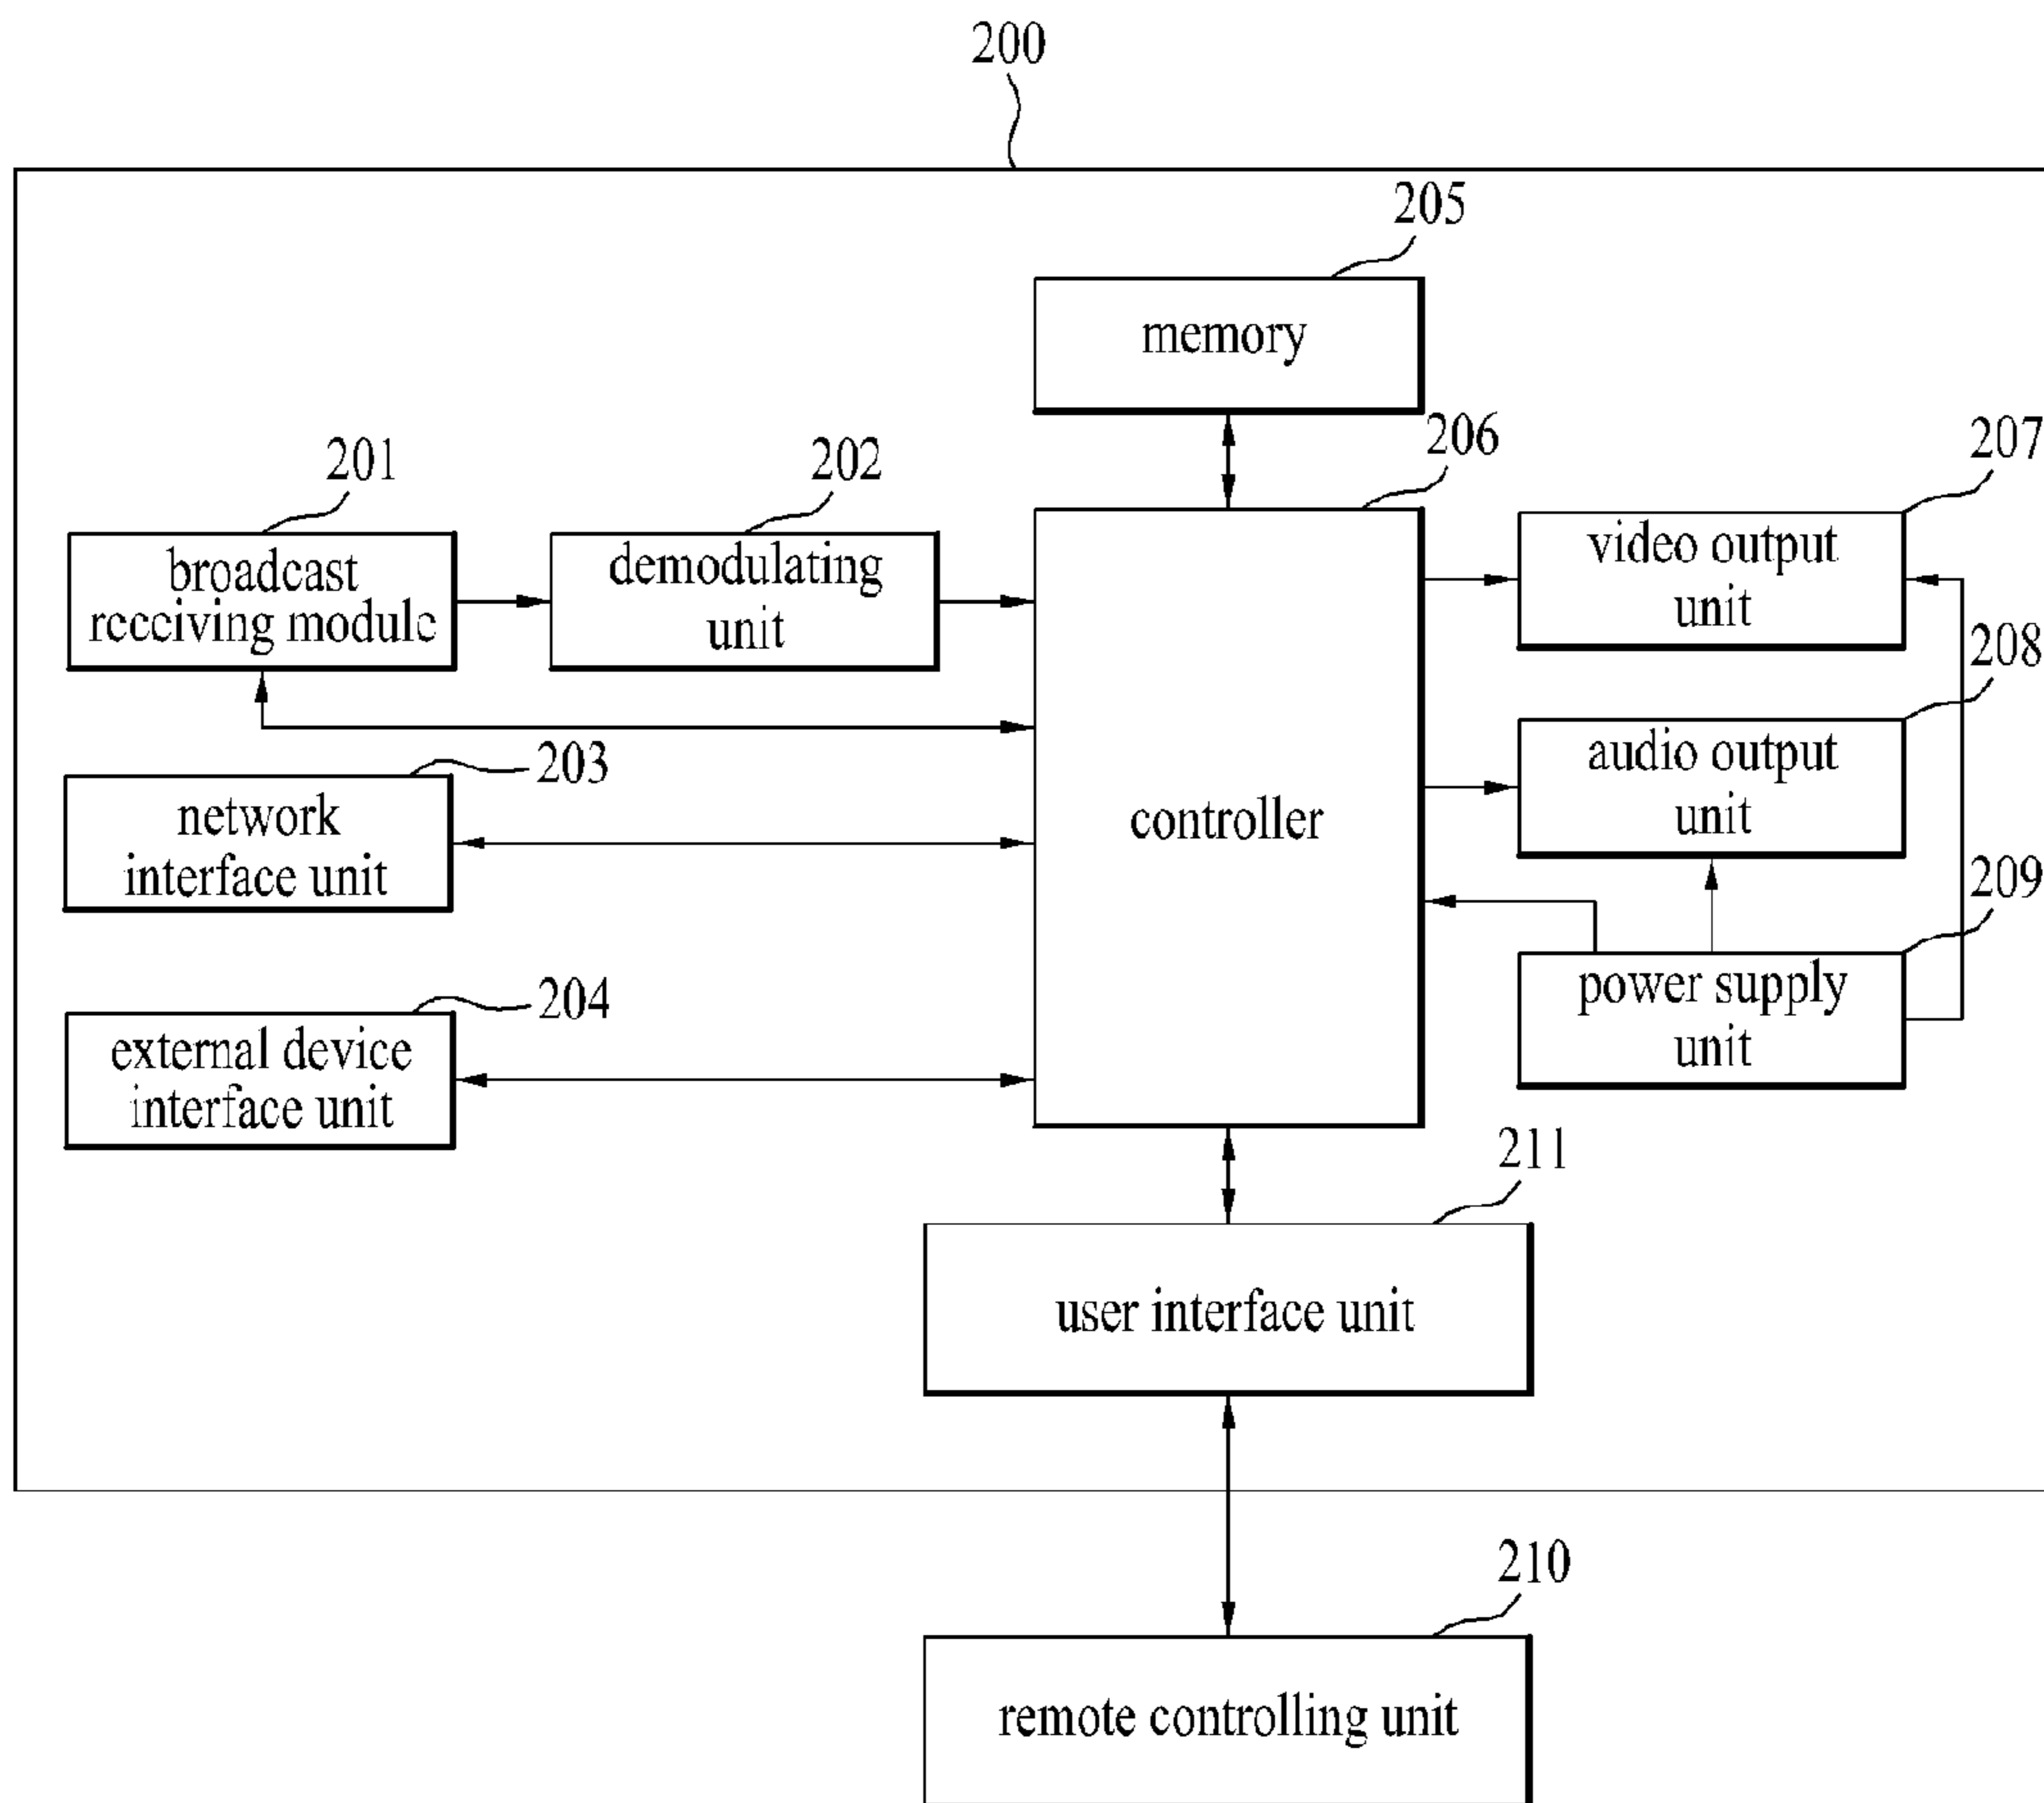 200
205
memory
206
207
201
202
broadcast
receiving module
demodulating
unit
video output
unit
208
203
network
interface unit
controller
audio output
unit
209
204
external device
interface unit
power supply
unit
211
user interface unit
210
remote controlling unit